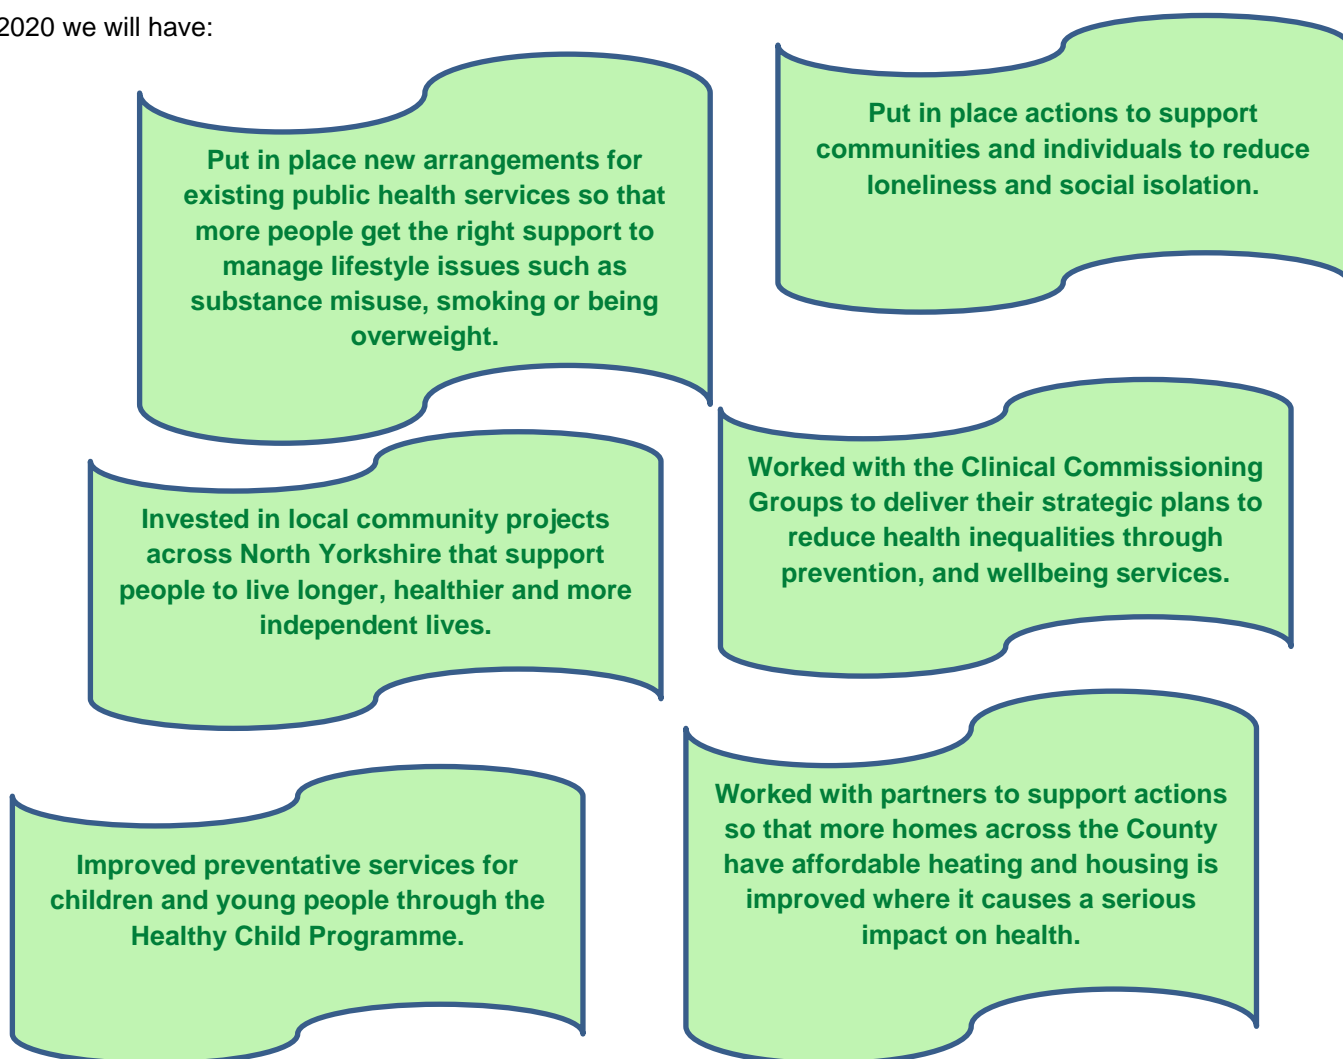 2020 we will have:
Put in place new arrangements for
existing public health services so that
more people get the right support to
manage lifestyle issues such as
substance misuse, smoking or being
overweight.
Put in place actions to support
communities and individuals to reduce
loneliness and social isolation.
Invested in local community projects
across North Yorkshire that support
people to live longer, healthier and more
independent lives.
Worked with the Clinical Commissioning
Groups to deliver their strategic plans to
reduce health inequalities through
prevention, and wellbeing services.
Improved preventative services for
children and young people through the
Healthy Child Programme.
Worked with partners to support actions
so that more homes across the County
have affordable heating and housing is
improved where it causes a serious
impact on health.